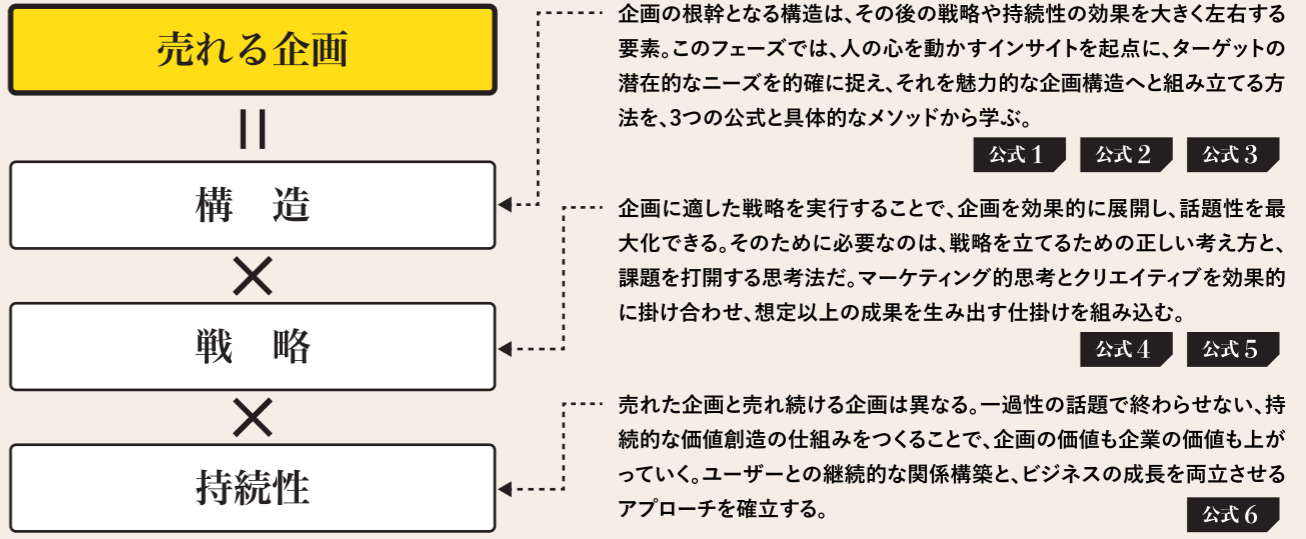 売れる企画
=
構　造
×
戦　略
×
持続性
企画の根幹となる構造は、その後の戦略や持続性の効果を大きく左右する
要素。このフェーズでは、人の心を動かすインサイトを起点に、ターゲットの
潜在的なニーズを的確に捉え、それを魅力的な企画構造へと組み立てる方
法を、3つの公式と具体的なメソッドから学ぶ。
公式 1 公式 2 公式 3
企画に適した戦略を実行することで、企画を効果的に展開し、話題性を最
大化できる。そのために必要なのは、戦略を立てるための正しい考え方と、
課題を打開する思考法だ。マーケティング的思考とクリエイティブを効果的
に掛け合わせ、想定以上の成果を生み出す仕掛けを組み込む。
公式 4 公式 5
売れた企画と売れ続ける企画は異なる。一過性の話題で終わらせない、持
続的な価値創造の仕組みをつくることで、企画の価値も企業の価値も上が
っていく。ユーザーとの継続的な関係構築と、ビジネスの成長を両立させる
アプローチを確立する。
公式 6